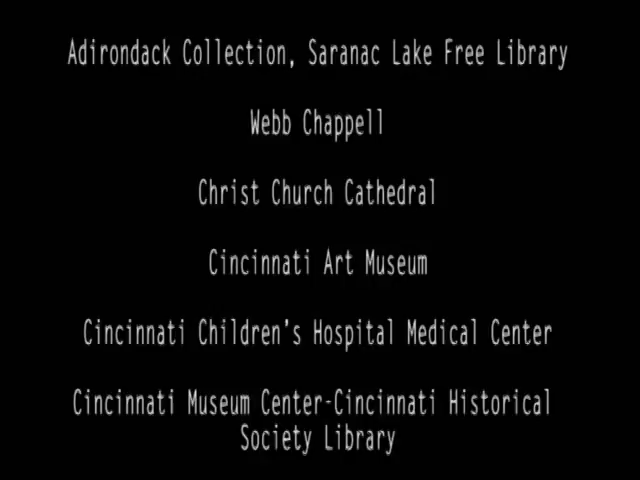 Adirondack Collection, Saranac Lake Free Library
Webb Chappell
Christ Church Cathedral
Cincinnati Art Museum
Cincinnati Children's Hospital Medical Center
Cincinnati Museum Center-Cincinnati Historical
Society Library